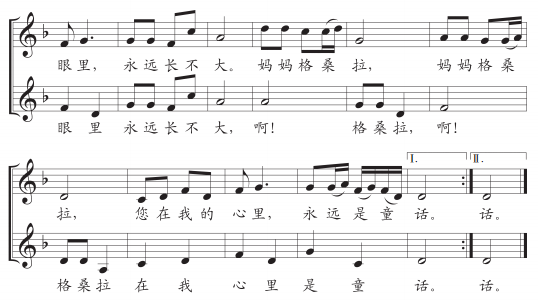 眼里，永远长不大。妈妈格桑拉，妈妈格桑
眼里永远长不大，啊！格桑拉，啊！
I. II.
拉，您在我的心里，永远是童话。话。
格桑拉在我心里是童话。话。